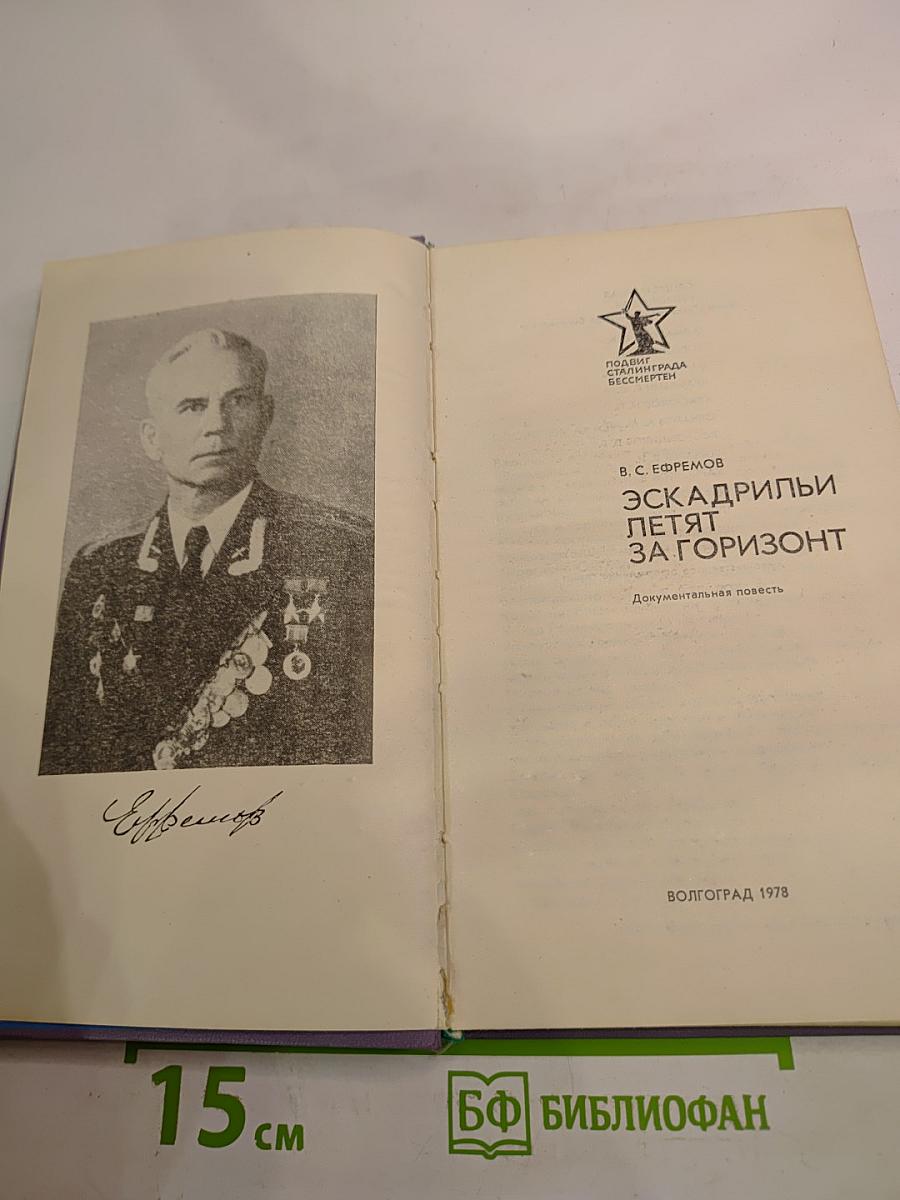 Ефремов
ПОДВИГ
СТАЛИНГРАДА
БЕССМЕРТЕН
В. С. ЕФРЕМОВ
ЭСКАДРИЛЬИ
ЛЕТЯТ
ЗА ГОРИЗОНТ
Документальная повесть
ВОЛГОГРАД 1978
15 см
БФ БИБЛИОФАН